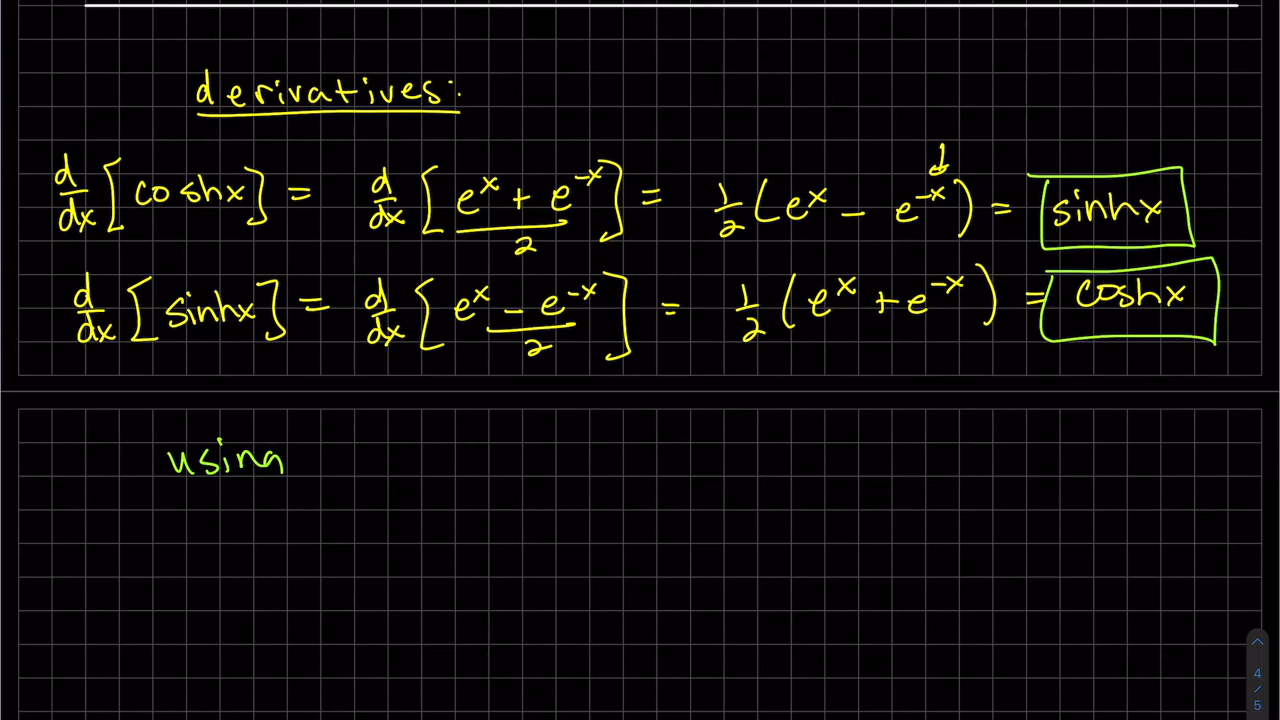 derivatives:
d/dx [coshx] = d/dx [(e^x + e^-x)/2] = 1/2 (e^x - e^-x) = sinhx
d/dx [sinhx] = d/dx [(e^x - e^-x)/2] = 1/2 (e^x + e^-x) = coshx
using
4
/
5